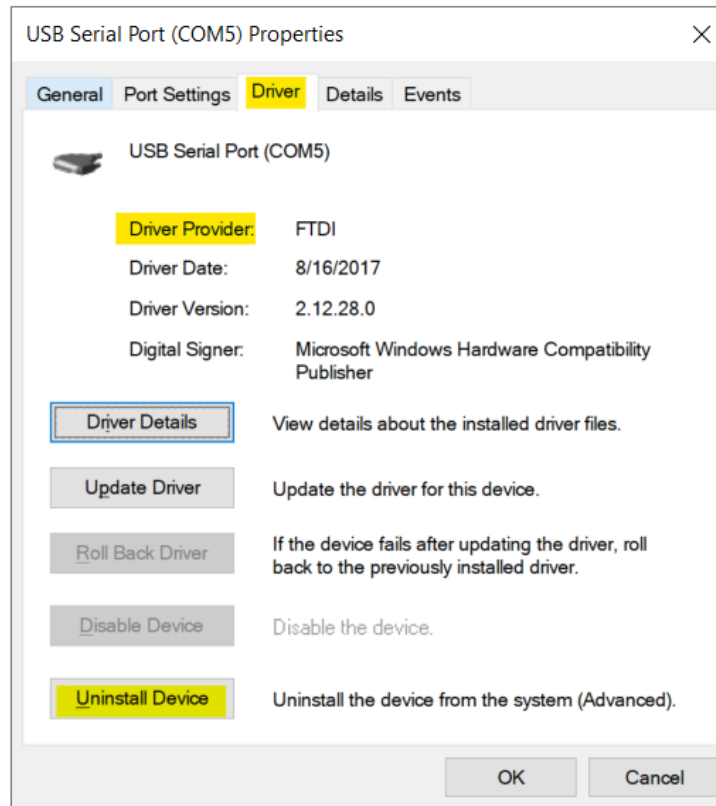 USB Serial Port (COM5) Properties
General Port Settings Driver Details Events
USB Serial Port (COM5)
Driver Provider: FTDI
Driver Date: 8/16/2017
Driver Version: 2.12.28.0
Digital Signer: Microsoft Windows Hardware Compatibility
Publisher
Driver Details View details about the installed driver files.
Update Driver Update the driver for this device.
Roll Back Driver If the device fails after updating the driver, roll
back to the previously installed driver.
Disable Device Disable the device.
Uninstall Device Uninstall the device from the system (Advanced).
OK Cancel